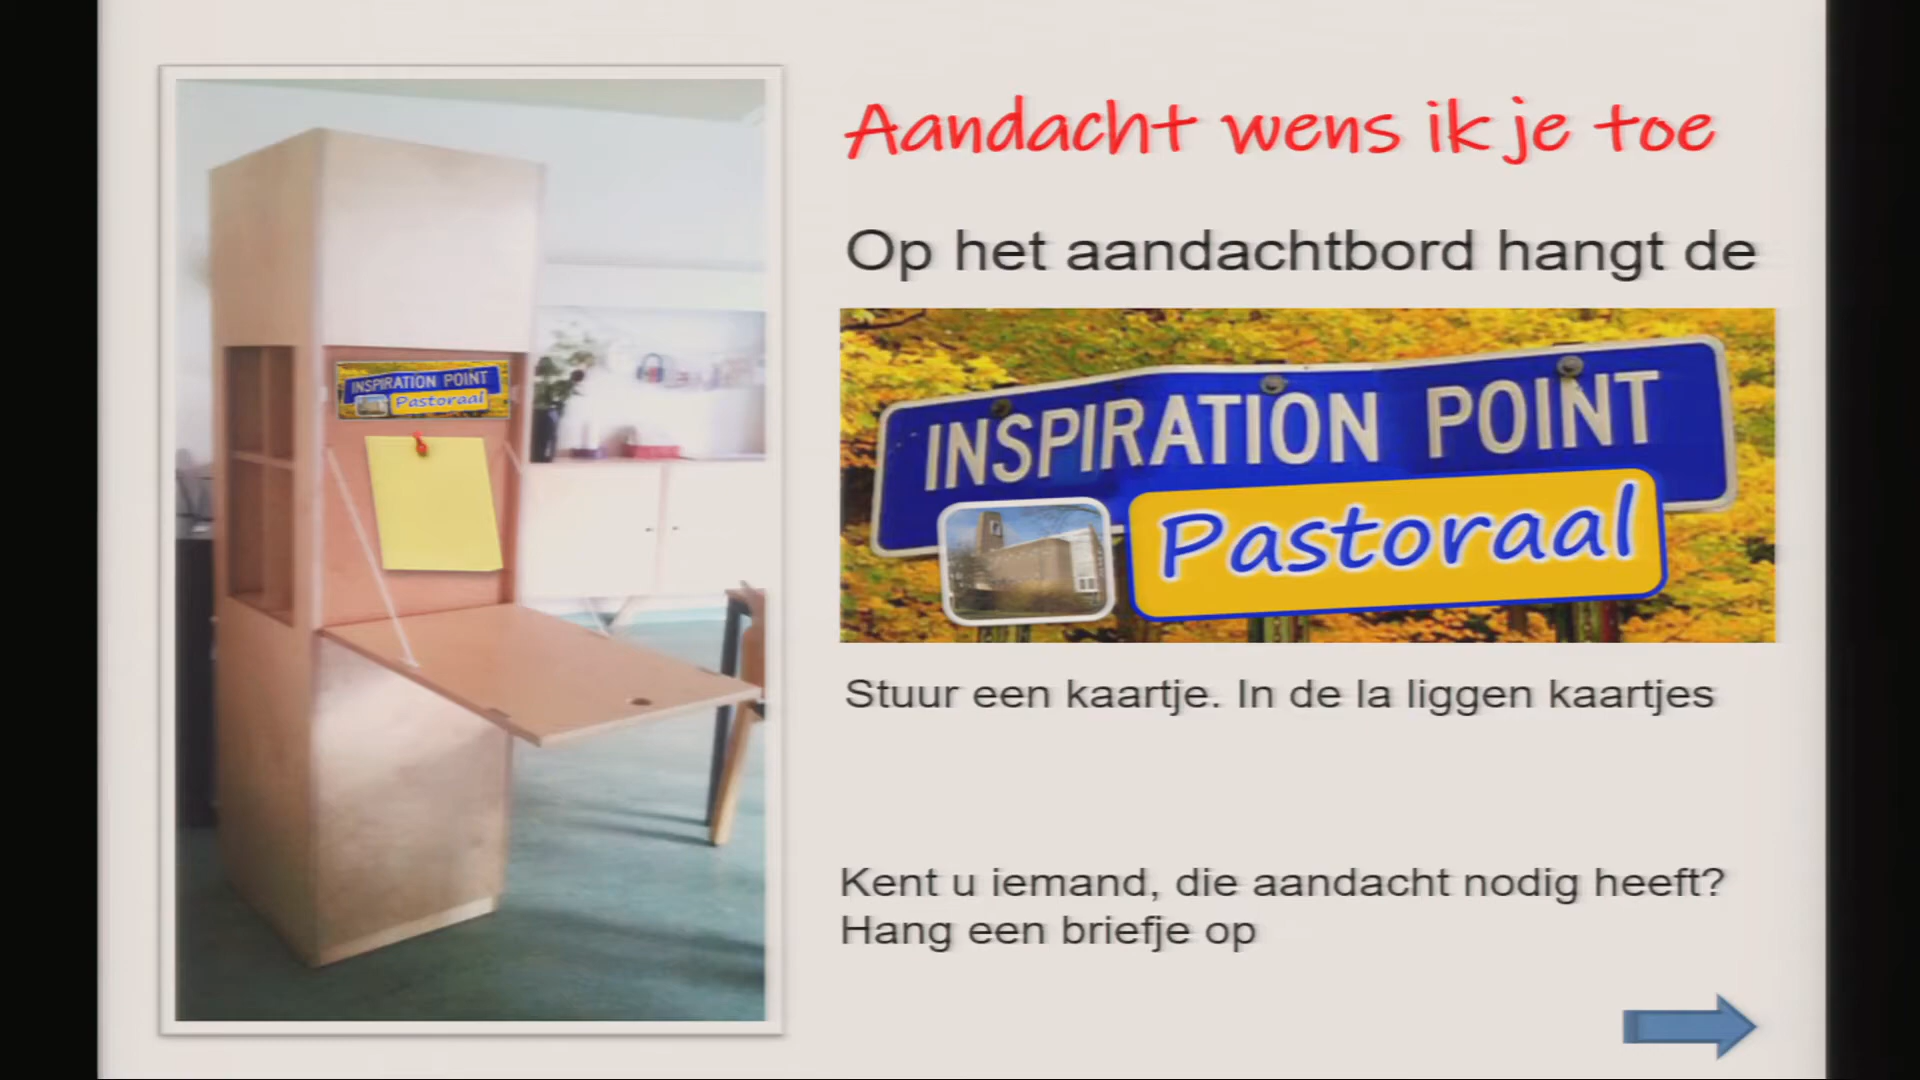 Aandacht wens ik je toe
Op het aandachtbord hangt de
INSPIRATION POINT
Pastoraal
INSPIRATION POINT
Pastoraal
Stuur een kaartje. In de la liggen kaartjes
Kent u iemand, die aandacht nodig heeft?
Hang een briefje op